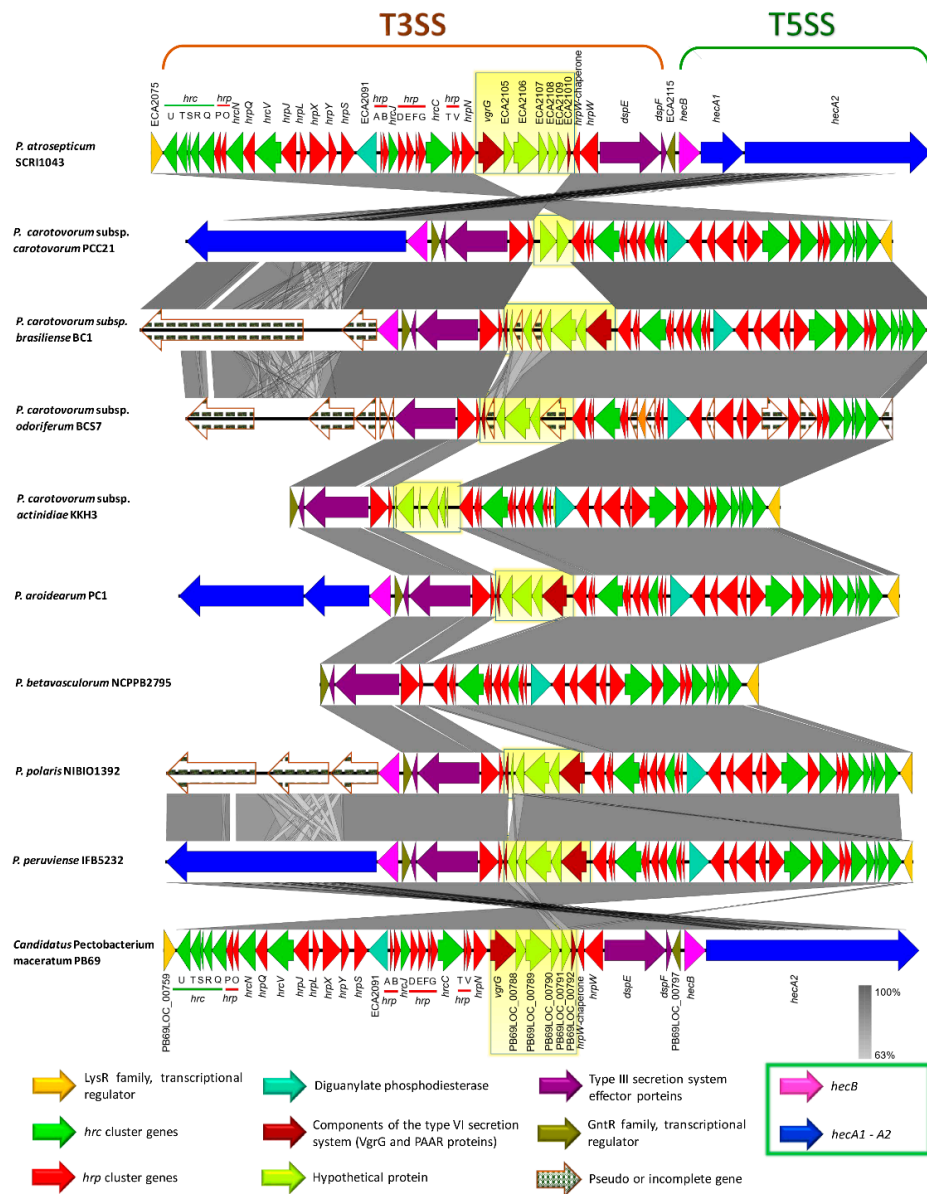 T3SS
T5SS
ECA2075
hrc
U TSRQ
hrp
PO
hrcN
hrpQ
hrcV
hrpJ
hrpL
hrpX
hrpY
hrpS
ECA2091
hrp
AB
hrcJ
hrp
DEFG
hrcC
hrp
TV
hrpN
vgrG
ECA2105
ECA2106
ECA2107
ECA2108
ECA2109
ECA21010
hrpW-chaperone
hrpW
dspE
dspF
ECA2115
hecB
hecA1
hecA2
P. atrosepticum
SCRI1043
P. carotovorum subsp.
carotovorum PCC21
P. carotovorum subsp.
brasiliense BC1
P. carotovorum subsp.
odoriferum BCS7
P. carotovorum subsp.
actinidiae KKH3
P. aroidearum PC1
P. betavasculorum NCPPB2795
P. polaris NIBIO1392
P. peruviense IFB5232
Candidatus Pectobacterium
maceratum PB69
PB69LOC_00759
U TSRQ
hrc
PO
hrp
hrcN
hrpQ
hrcV
hrpJ
hrpL
hrpX
hrpY
hrpS
ECA2091
AB
hrp
hrcJ
DEFG
hrp
hrcC
TV
hrp
hrpN
vgrG
PB69LOC_00788
PB69LOC_00789
PB69LOC_00790
PB69LOC_00791
PB69LOC_00792
hrpW-chaperone
hrpW
dspE
dspF
PB69LOC_00797
hecB
hecA2
100%
63%
LysR family, transcriptional
regulator
hrc cluster genes
hrp cluster genes
Diguanylate phosphodiesterase
Components of the type VI secretion
system (VgrG and PAAR proteins)
Hypothetical protein
Type III secretion system
effector porteins
GntR family, transcriptional
regulator
Pseudo or incomplete gene
hecB
hecA1 - A2